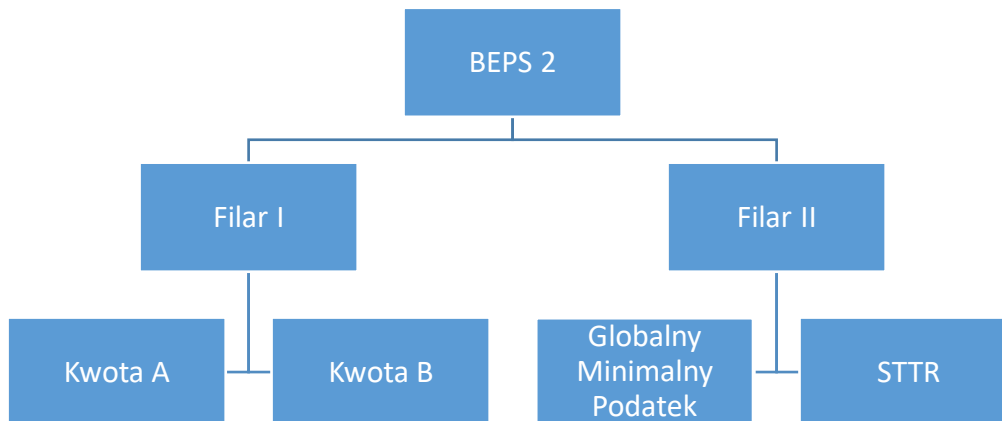 BEPS 2
Filar I
Filar II
Kwota A
Kwota B
Globalny
Minimalny
Podatek
STTR